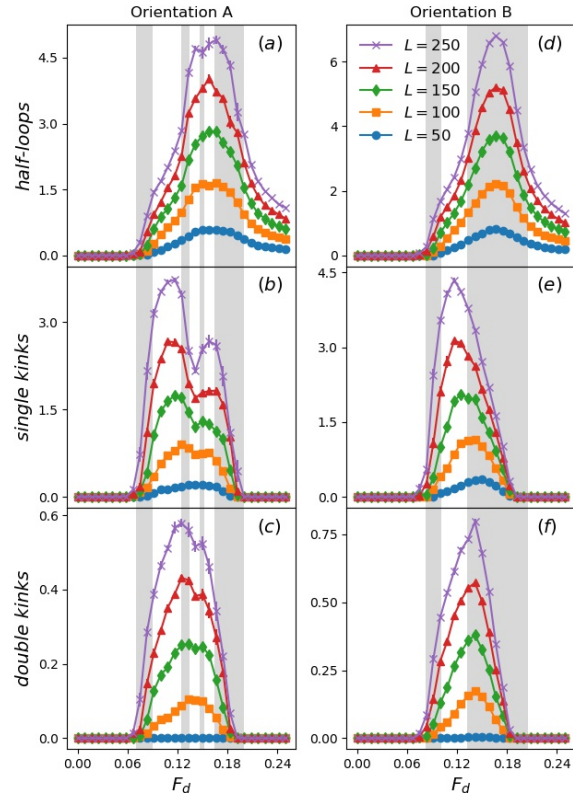 Orientation A
Orientation B
(a)
(d)
half-loops
4.5
3.0
1.5
0.0
6
4
2
0
L = 250
L = 200
L = 150
L = 100
L = 50
(b)
(e)
single kinks
3.0
1.5
0.0
4.5
3.0
1.5
0.0
(c)
(f)
double kinks
0.6
0.4
0.2
0.0
0.75
0.50
0.25
0.00
0.00 0.06 0.12 0.18 0.24
0.00 0.06 0.12 0.18 0.24
F_d
F_d